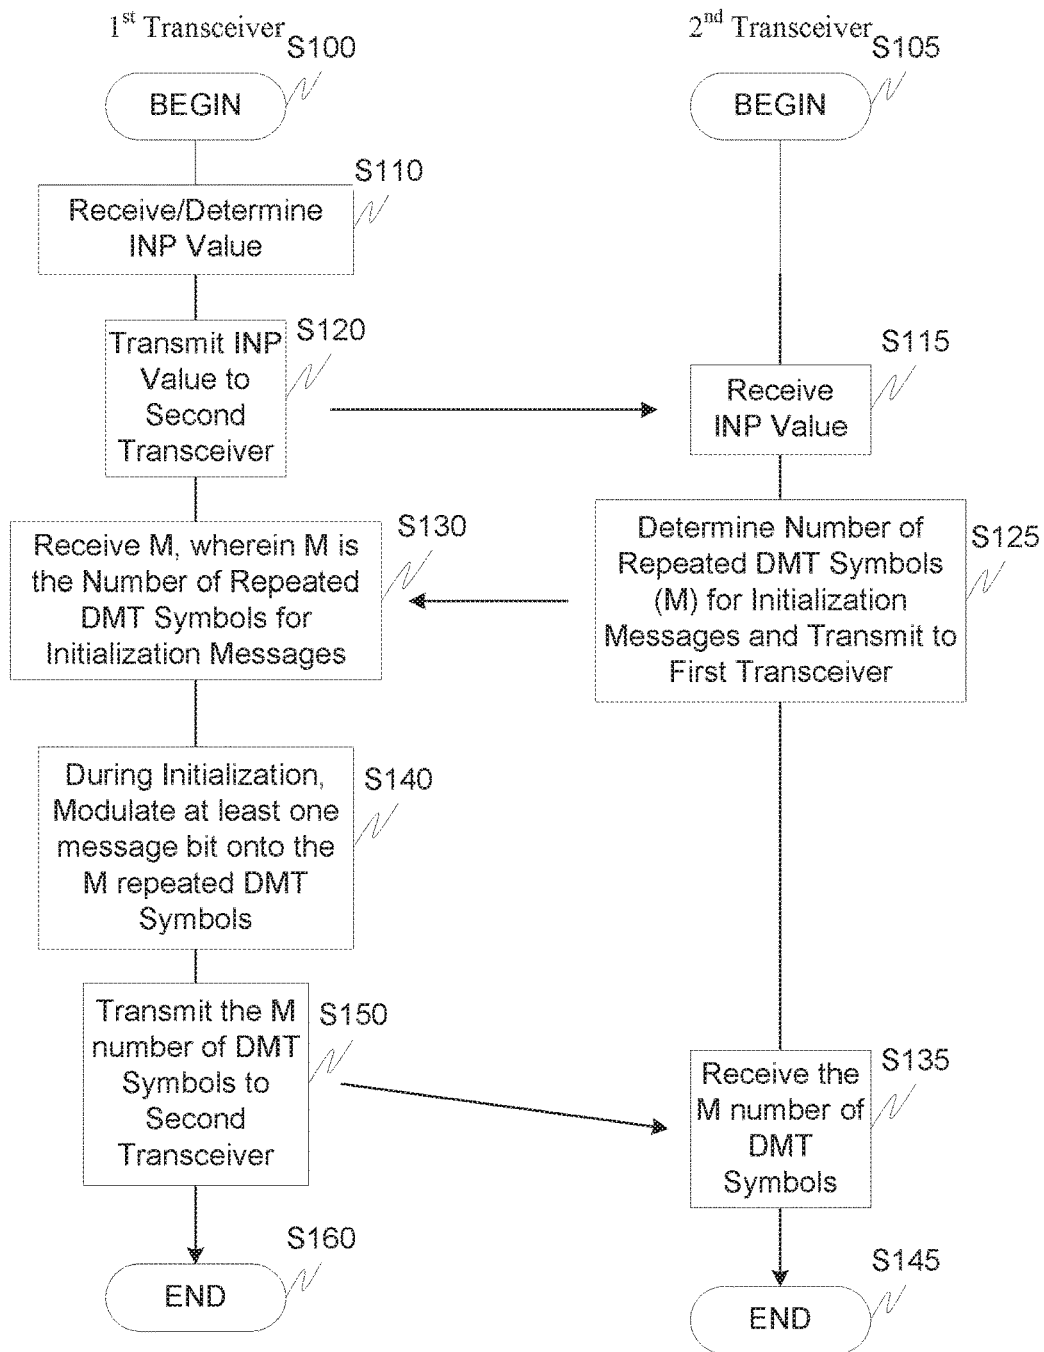 1st Transceiver
S100
BEGIN
S110
Receive/Determine
INP Value
S120
Transmit INP
Value to
Second
Transceiver
S130
Receive M, wherein M is
the Number of Repeated
DMT Symbols for
Initialization Messages
S140
During Initialization,
Modulate at least one
message bit onto the
M repeated DMT
Symbols
S150
Transmit the M
number of DMT
Symbols to
Second
Transceiver
S160
END
2nd Transceiver
S105
BEGIN
S115
Receive
INP Value
S125
Determine Number of
Repeated DMT Symbols
(M) for Initialization
Messages and Transmit to
First Transceiver
S135
Receive the
M number of
DMT
Symbols
S145
END